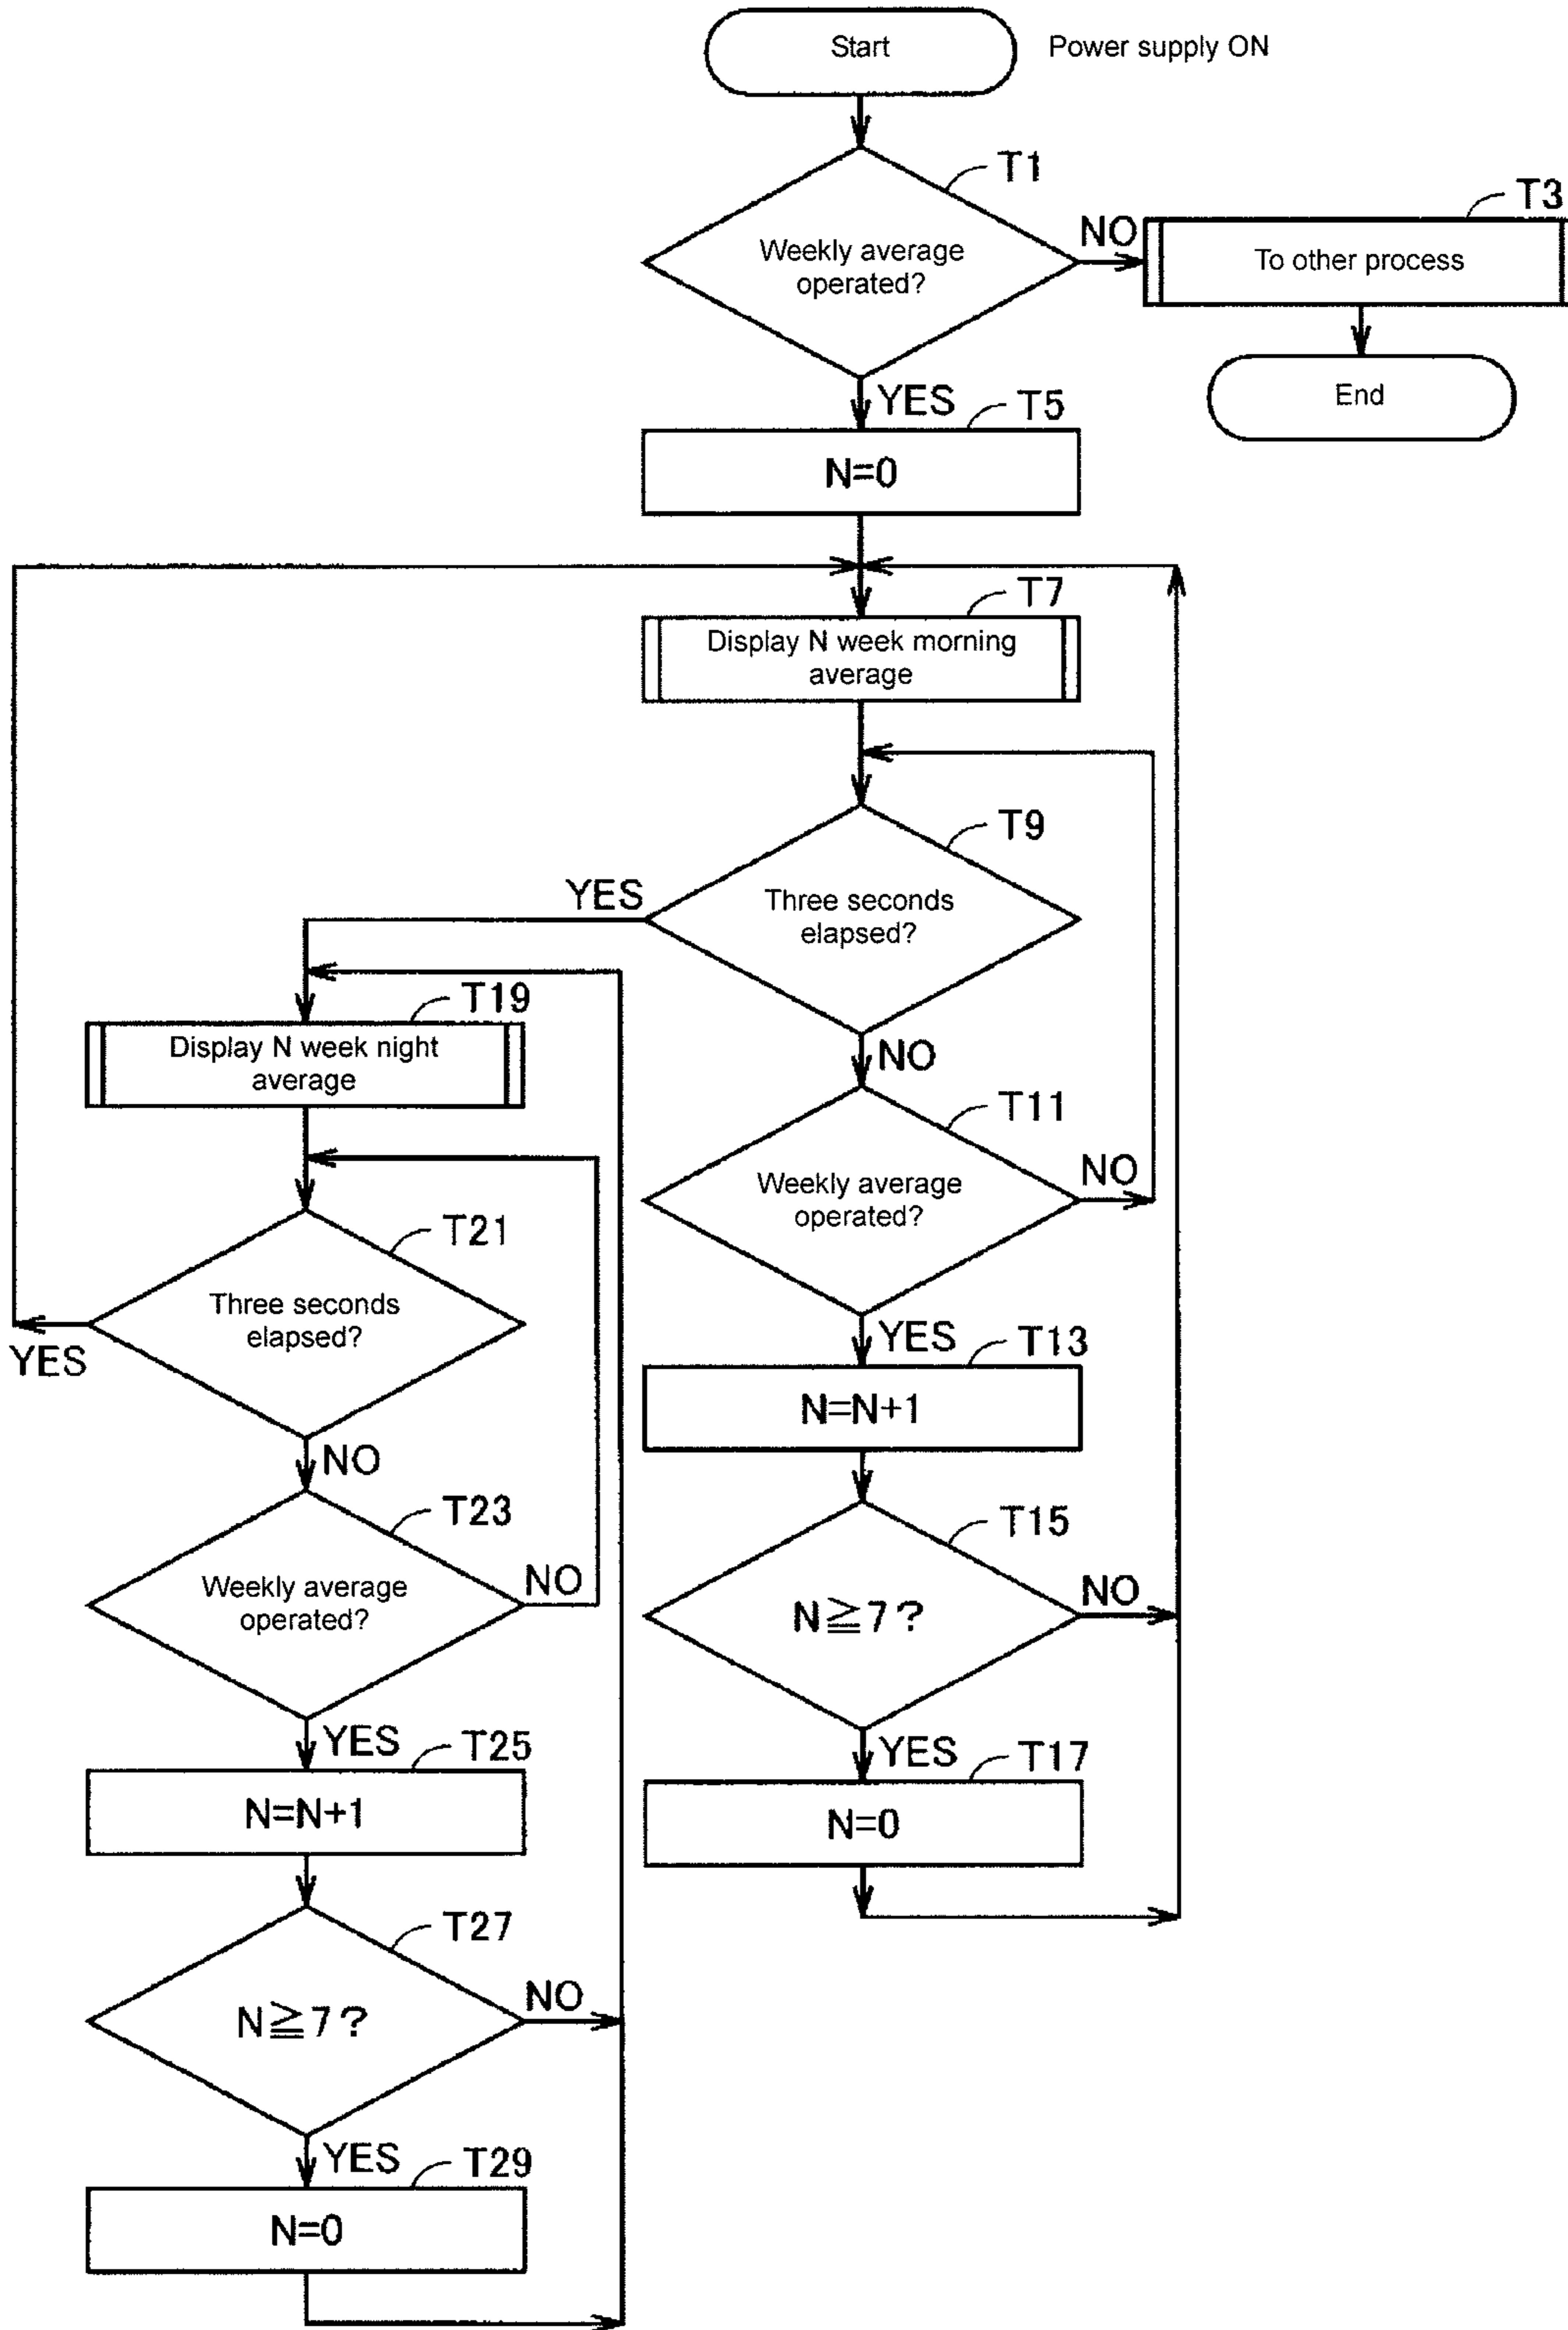 Start
Power supply ON
T1
Weekly average
operated?
NO
T3
To other process
End
YES
T5
N=0
T7
Display N week morning
average
T9
Three seconds
elapsed?
YES
NO
T11
Weekly average
operated?
NO
YES
T13
N=N+1
T15
N≧7?
NO
YES
T17
N=0
T19
Display N week night
average
T21
Three seconds
elapsed?
YES
NO
T23
Weekly average
operated?
NO
YES
T25
N=N+1
T27
N≧7?
NO
YES
T29
N=0